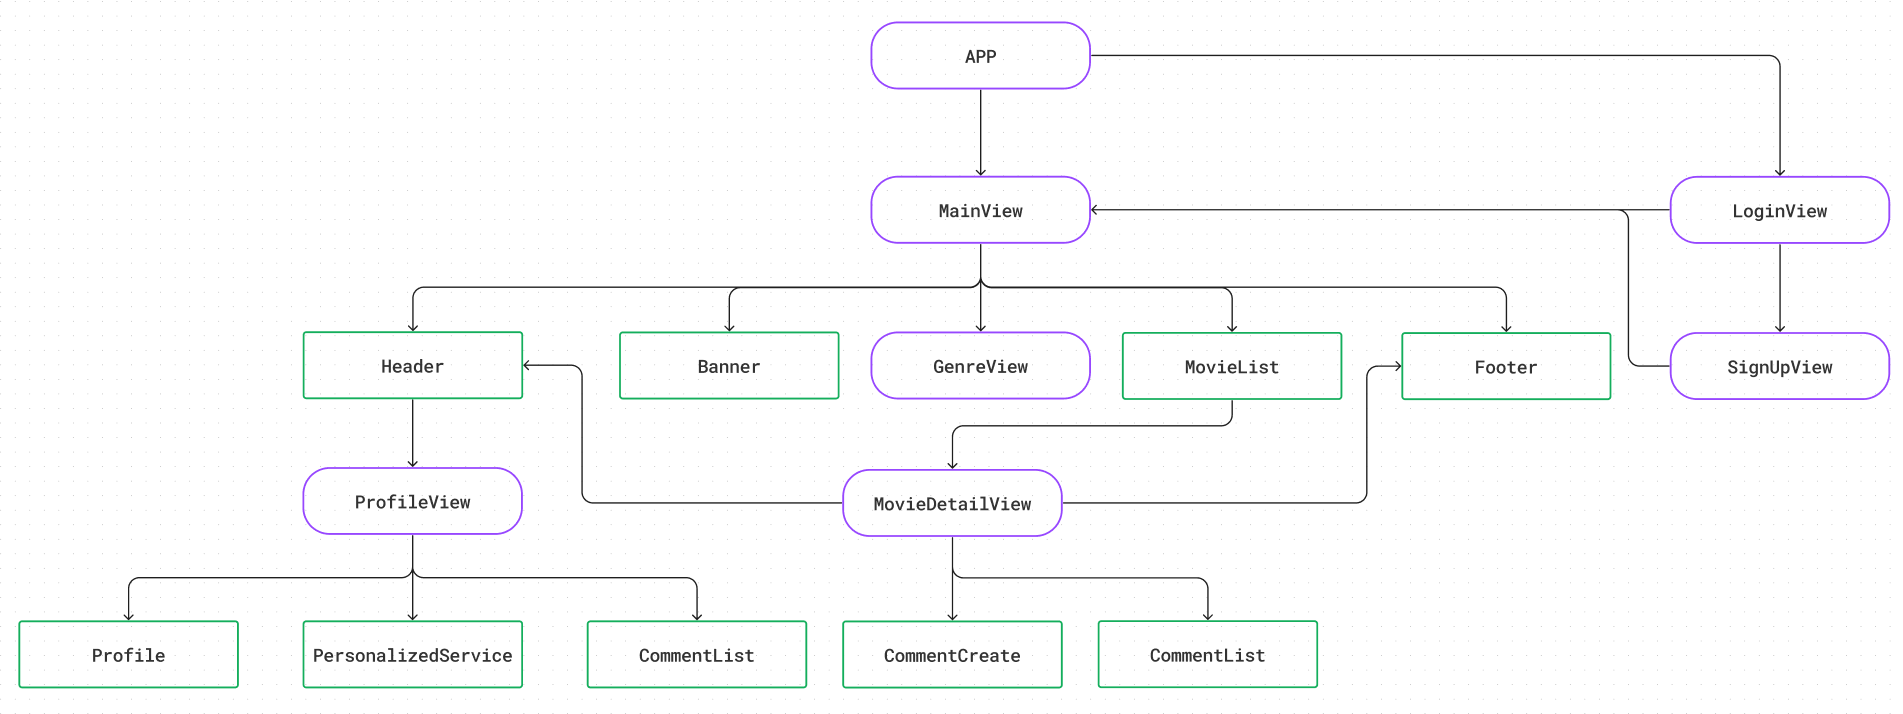 APP
MainView
LoginView
Header
Banner
GenreView
MovieList
Footer
SignUpView
ProfileView
MovieDetailView
Profile
PersonalizedService
CommentList
CommentCreate
CommentList